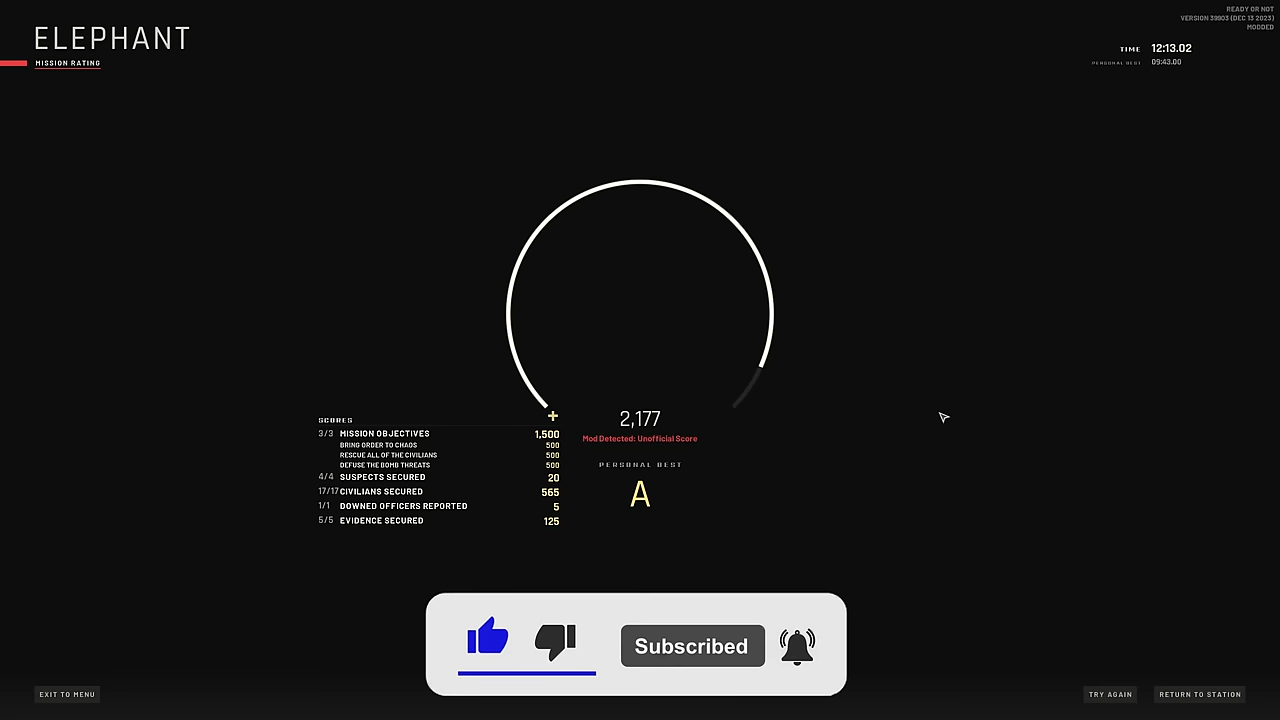 ELEPHANT
MISSION RATING
READY OR NOT
VERSION 39903 (DEC 13 2023)
MODDED
TIME 12:13.02
PERSONAL BEST 09:43.00
SCORES +
3/3 MISSION OBJECTIVES 1,500
BRING ORDER TO CHAOS 500
RESCUE ALL OF THE CIVILIANS 500
DEFUSE THE BOMB THREATS 500
4/4 SUSPECTS SECURED 20
17/17 CIVILIANS SECURED 565
1/1 DOWNED OFFICERS REPORTED 5
5/5 EVIDENCE SECURED 125
2,177
Mod Detected: Unofficial Score
PERSONAL BEST
A
Subscribed
EXIT TO MENU
TRY AGAIN
RETURN TO STATION